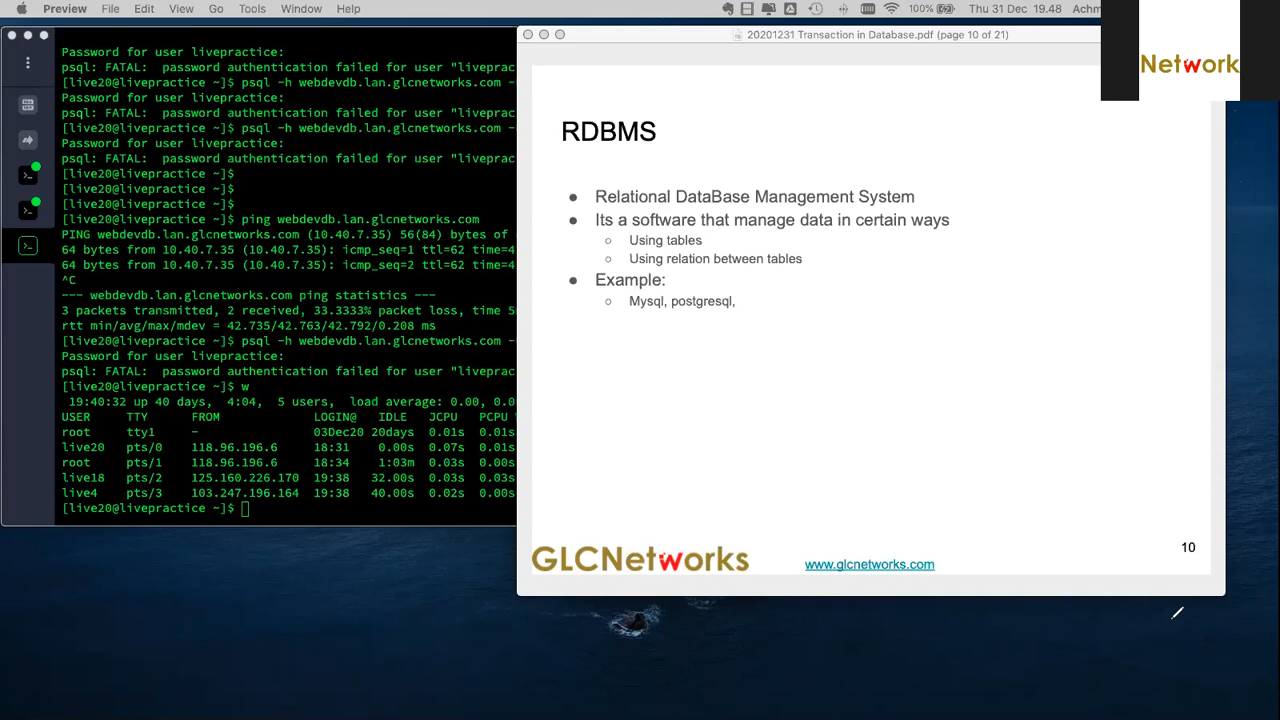 Preview File Edit View Go Tools Window Help 100% Thu 31 Dec 19.48 Achm
Password for user livepractice:
psql: FATAL:  password authentication failed for user "liveprac
[live20@livepractice ~]$ psql -h webdevdb.lan.glcnetworks.com -
Password for user livepractice:
psql: FATAL:  password authentication failed for user "liveprac
[live20@livepractice ~]$ psql -h webdevdb.lan.glcnetworks.com -
Password for user livepractice:
psql: FATAL:  password authentication failed for user "liveprac
[live20@livepractice ~]$
[live20@livepractice ~]$
[live20@livepractice ~]$
[live20@livepractice ~]$ ping webdevdb.lan.glcnetworks.com
PING webdevdb.lan.glcnetworks.com (10.40.7.35) 56(84) bytes of
64 bytes from 10.40.7.35: icmp_seq=1 ttl=62 time=4
64 bytes from 10.40.7.35: icmp_seq=2 ttl=62 time=4
^C
--- webdevdb.lan.glcnetworks.com ping statistics ---
3 packets transmitted, 2 received, 33.3333% packet loss, time 5
rtt min/avg/max/mdev = 42.735/42.763/42.792/0.208 ms
[live20@livepractice ~]$ psql -h webdevdb.lan.glcnetworks.com -
Password for user livepractice:
psql: FATAL:  password authentication failed for user "liveprac
[live20@livepractice ~]$ w
19:40:32 up 40 days,  4:04,  5 users,  load average: 0.00, 0.0
USER TTY FROM LOGIN@ IDLE JCPU PCPU
root tty1 - 03Dec20 20days 0.01s 0.01s
live20 pts/0 118.96.196.6 18:31 0.00s 0.07s 0.01s
root pts/1 118.96.196.6 18:34 1:03m 0.03s 0.00s
live18 pts/2 125.160.226.170 19:38 32.00s 0.03s 0.03s
live4 pts/3 103.247.196.164 19:38 40.00s 0.02s 0.00s
[live20@livepractice ~]$
20201231 Transaction in Database.pdf (page 10 of 21)
Network
RDBMS
● Relational DataBase Management System
● Its a software that manage data in certain ways
○ Using tables
○ Using relation between tables
● Example:
○ Mysql, postgresql,
10
GLCNetworks
www.glcnetworks.com